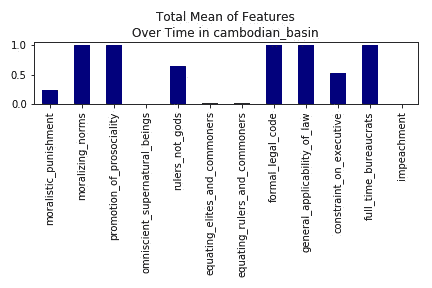 Total Mean of Features
Over Time in cambodian_basin
1.0
0.5
0.0
moralistic_punishment
moralizing_norms
promotion_of_prosociality
omniscient_supernatural_beings
rulers_not_gods
equating_elites_and_commoners
equating_rulers_and_commoners
formal_legal_code
general_applicability_of_law
constraint_on_executive
full_time_bureaucrats
impeachment